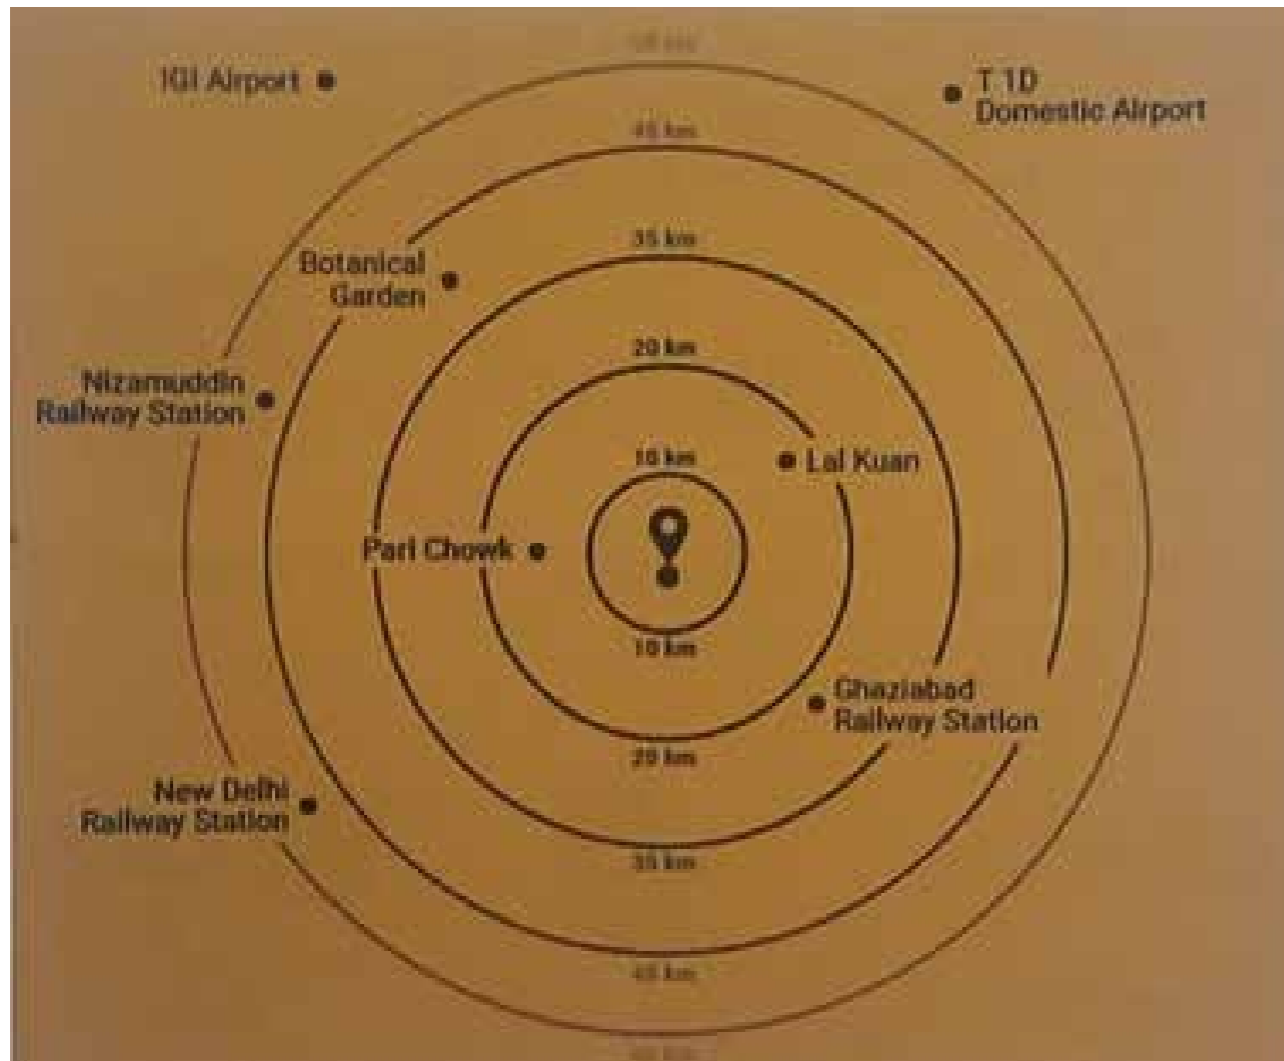 IGI Airport
T 1D
Domestic Airport
45 km
35 km
Botanical
Garden
20 km
Nizamuddin
Railway Station
10 km
Lal Kuan
Pari Chowk
10 km
Ghaziabad
Railway Station
20 km
New Delhi
Railway Station
35 km
45 km